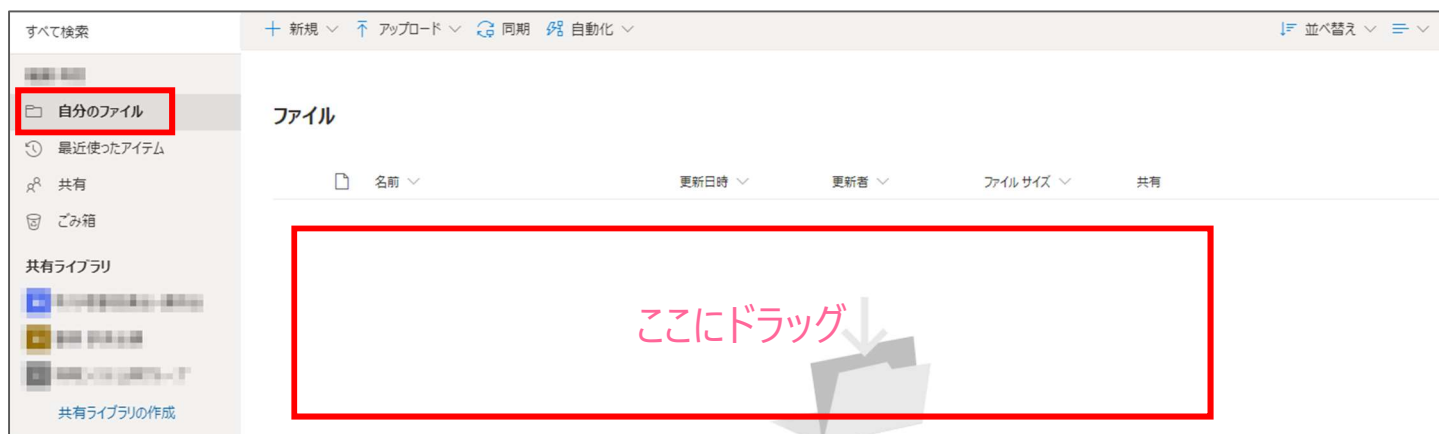 すべて検索
新規 アップロード 同期 自動化 並べ替え
自分のファイル
最近使ったアイテム
共有
ごみ箱
共有ライブラリ
共有ライブラリの作成
ファイル
名前 更新日時 更新者 ファイル サイズ 共有
ここにドラッグ